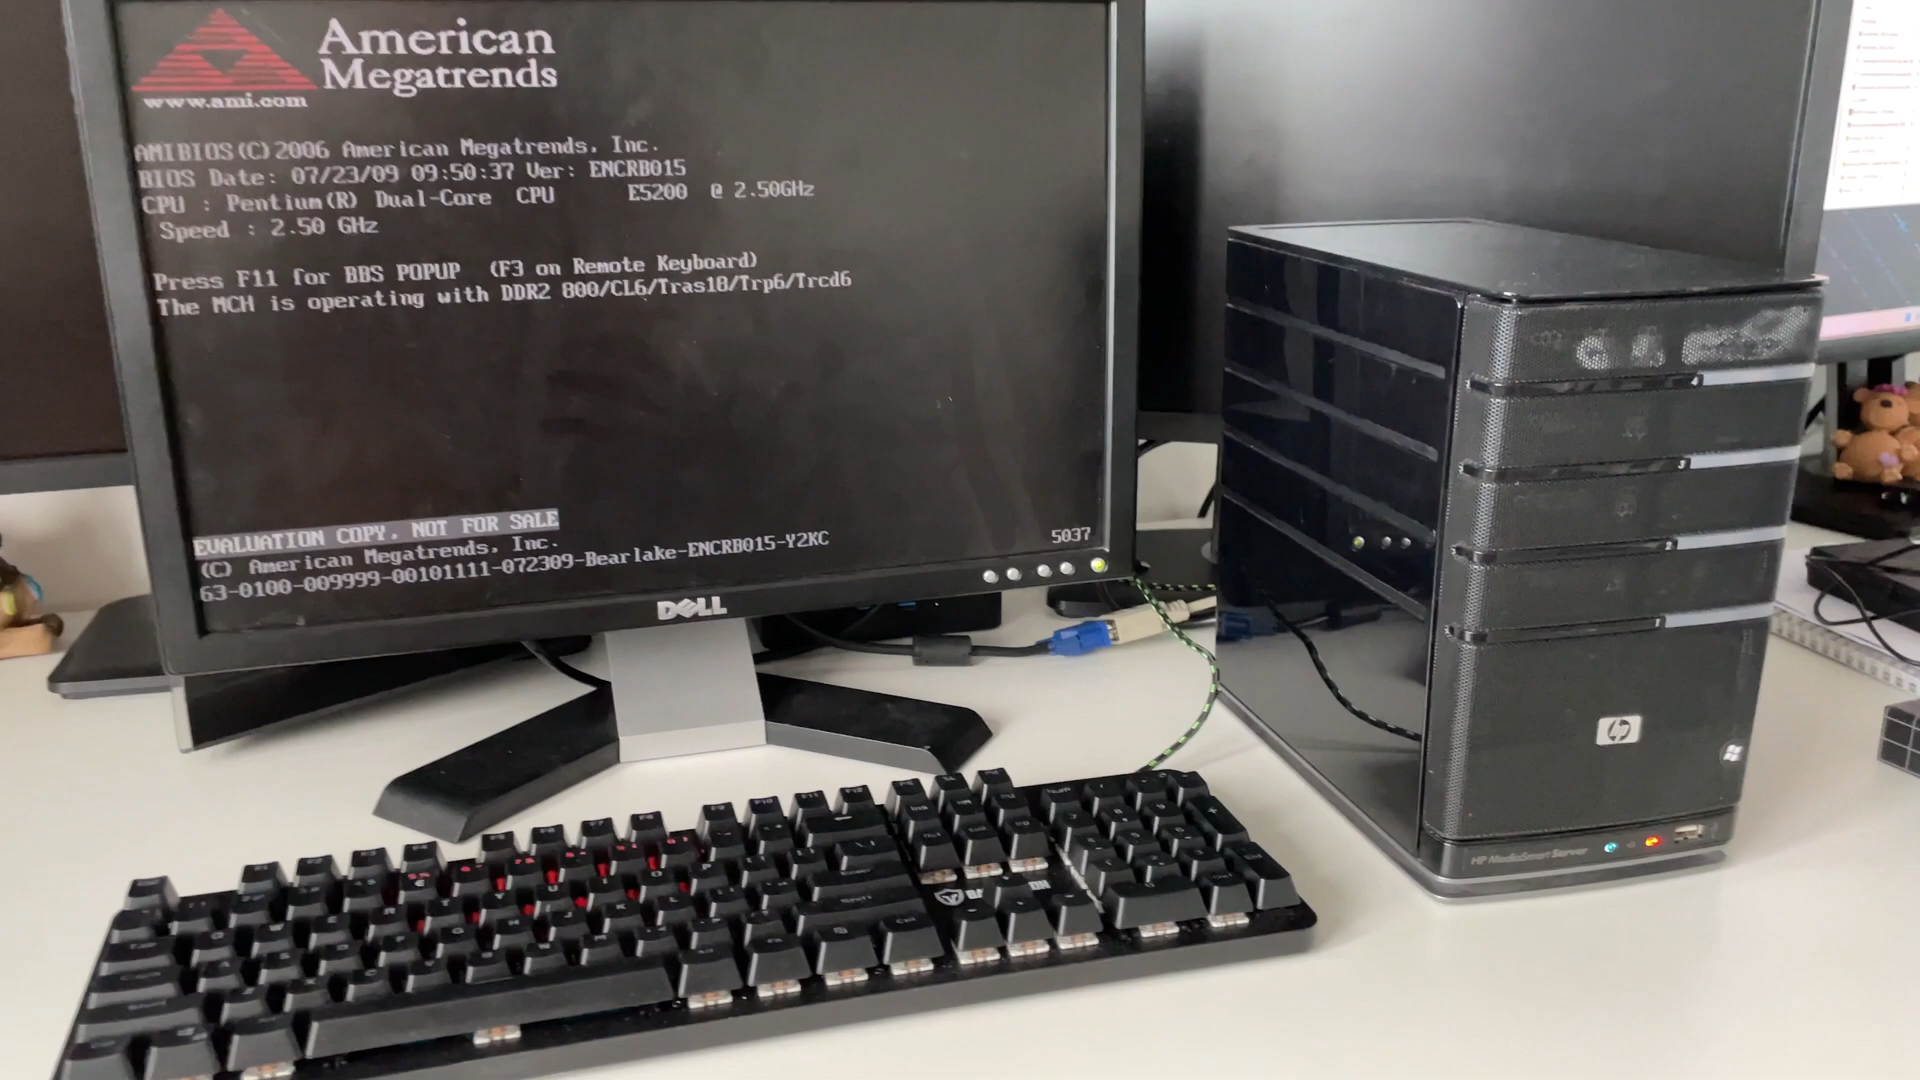 American
Megatrends
www.ami.com
AMIBIOS(C)2006 American Megatrends, Inc.
BIOS Date: 07/23/09 09:50:37 Ver: ENCRB015
CPU : Pentium(R) Dual-Core CPU E5200 @ 2.50GHz
Speed : 2.50 GHz
Press F11 for BBS POPUP (F3 on Remote Keyboard)
The MCH is operating with DDR2 800/CL6/Tras18/Trp6/Trcd6
EVALUATION COPY, NOT FOR SALE
(C) American Megatrends, Inc.
63-0100-009999-00101111-072309-Bearlake-ENCRB015-Y2KC
5037
DELL
hp
HP MediaSmart Server